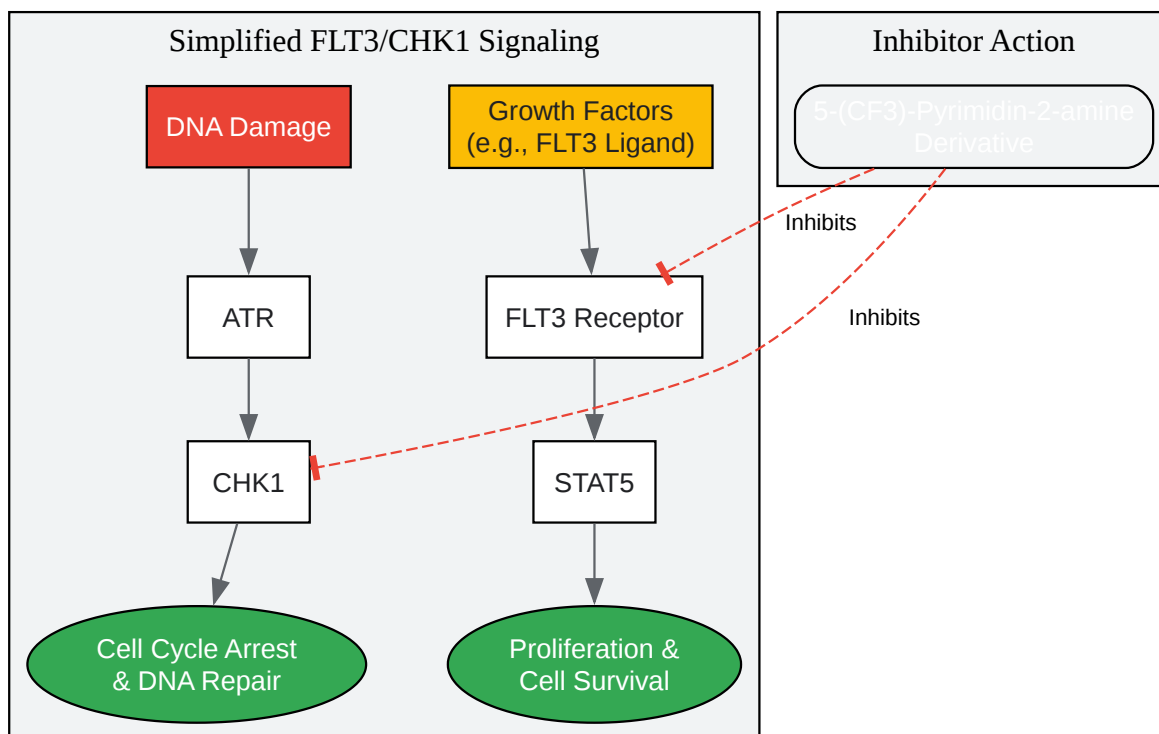 Simplified FLT3/CHK1 Signaling
DNA Damage
Growth Factors
(e.g., FLT3 Ligand)
ATR
FLT3 Receptor
CHK1
STAT5
Cell Cycle Arrest
& DNA Repair
Proliferation &
Cell Survival
Inhibitor Action
5-(CF3)-Pyrimidin-2-amine
Derivative
Inhibits
Inhibits